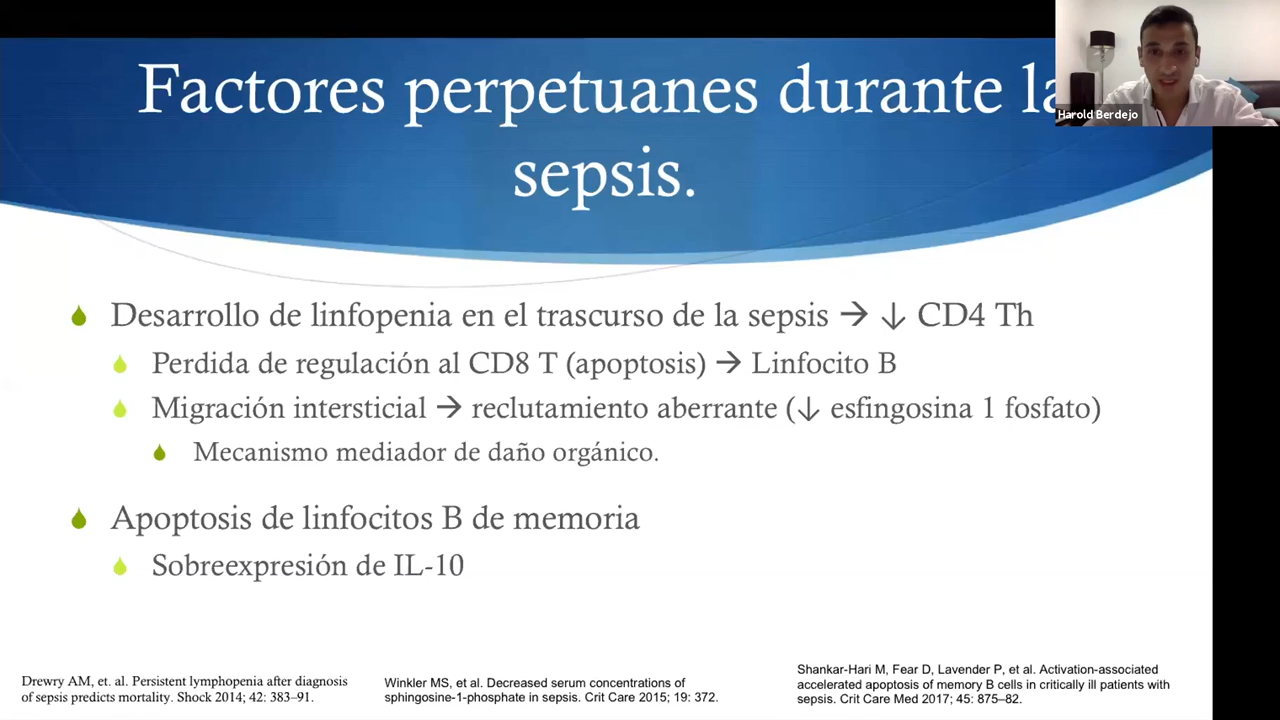 Factores perpetuanes durante la
sepsis.
Harold Berdejo
Desarrollo de linfopenia en el trascurso de la sepsis → ↓ CD4 Th
Perdida de regulación al CD8 T (apoptosis) → Linfocito B
Migración intersticial → reclutamiento aberrante (↓ esfingosina 1 fosfato)
Mecanismo mediador de daño orgánico.
Apoptosis de linfocitos B de memoria
Sobreexpresión de IL-10
Drewry AM, et. al. Persistent lymphopenia after diagnosis
of sepsis predicts mortality. Shock 2014; 42: 383–91.
Winkler MS, et al. Decreased serum concentrations of
sphingosine-1-phosphate in sepsis. Crit Care 2015; 19: 372.
Shankar-Hari M, Fear D, Lavender P, et al. Activation-associated
accelerated apoptosis of memory B cells in critically ill patients with
sepsis. Crit Care Med 2017; 45: 875–82.